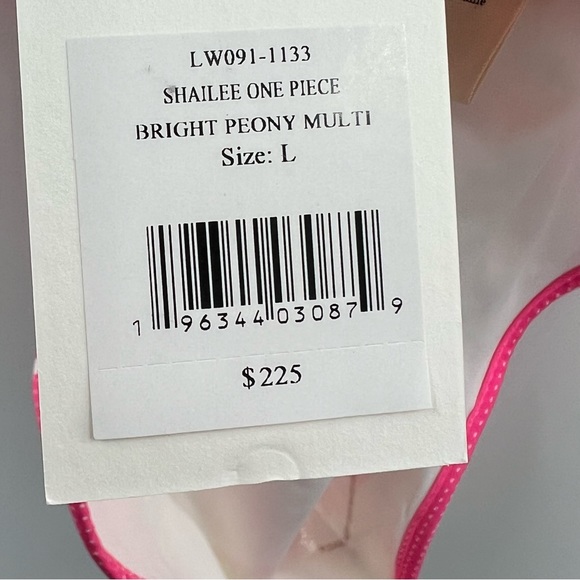 LW091-1133
SHAILEE ONE PIECE
BRIGHT PEONY MULTI
Size: L
1 96344 03087 9
$225